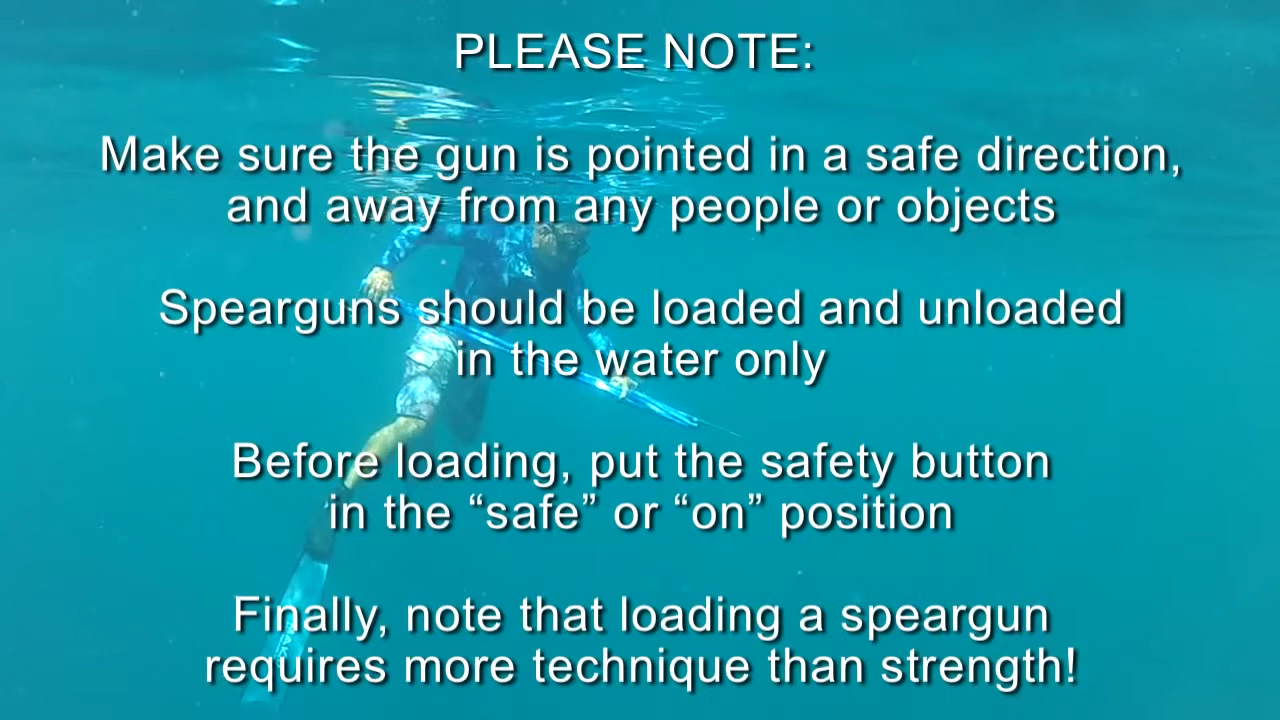 PLEASE NOTE:
Make sure the gun is pointed in a safe direction,
and away from any people or objects
Spearguns should be loaded and unloaded
in the water only
Before loading, put the safety button
in the “safe” or “on” position
Finally, note that loading a speargun
requires more technique than strength!